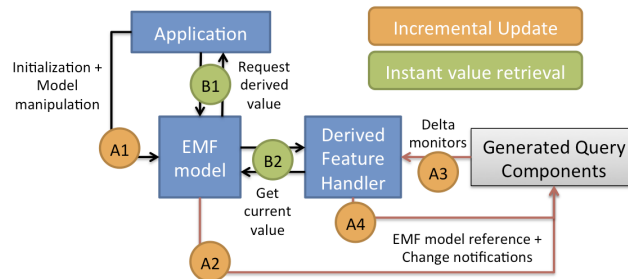 Application
Incremental Update
Instant value retrieval
Initialization +
Model
manipulation
B1
Request
derived
value
A1
EMF
model
B2
Get
current
value
Derived
Feature
Handler
Delta
monitors
A3
Generated Query
Components
A4
A2
EMF model reference +
Change notifications